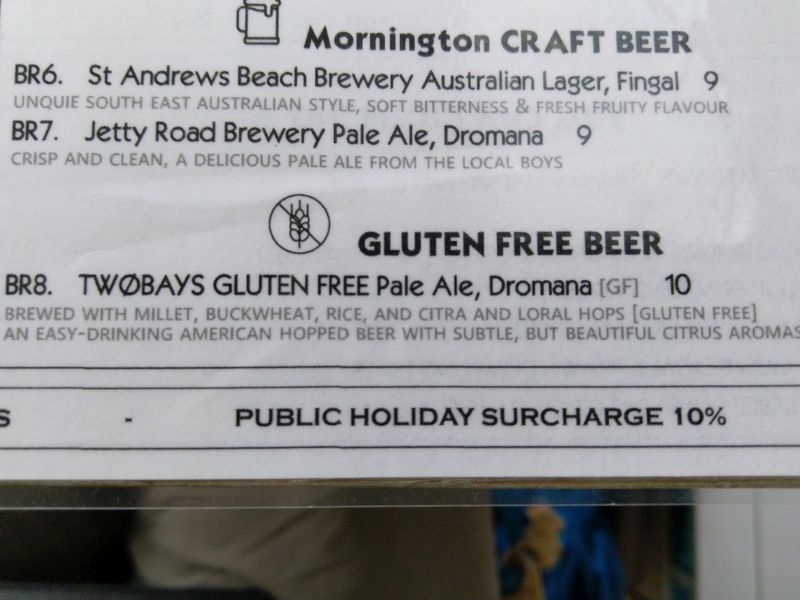 Mornington CRAFT BEER
BR6. St Andrews Beach Brewery Australian Lager, Fingal 9
UNQUIE SOUTH EAST AUSTRALIAN STYLE, SOFT BITTERNESS & FRESH FRUITY FLAVOUR
BR7. Jetty Road Brewery Pale Ale, Dromana 9
CRISP AND CLEAN, A DELICIOUS PALE ALE FROM THE LOCAL BOYS
GLUTEN FREE BEER
BR8. TWØBAYS GLUTEN FREE Pale Ale, Dromana [GF] 10
BREWED WITH MILLET, BUCKWHEAT, RICE, AND CITRA AND LORAL HOPS [GLUTEN FREE]
AN EASY-DRINKING AMERICAN HOPPED BEER WITH SUBTLE, BUT BEAUTIFUL CITRUS AROMAS
S - PUBLIC HOLIDAY SURCHARGE 10%